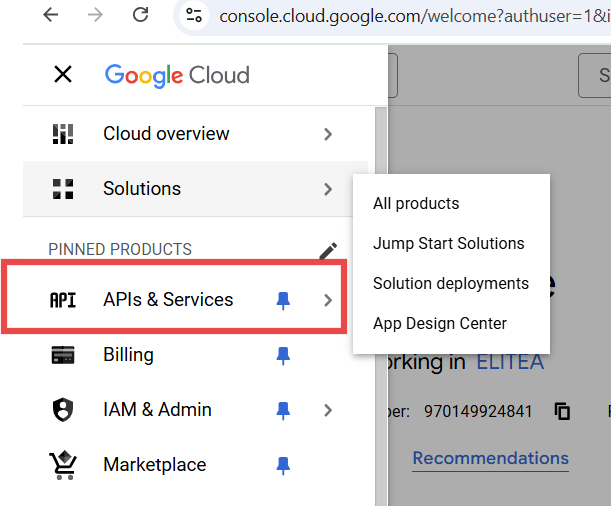 console.cloud.google.com/welcome?authuser=1&i
Google Cloud
S
Cloud overview
Solutions
All products
Jump Start Solutions
Solution deployments
App Design Center
PINNED PRODUCTS
API APIs & Services
Billing
orking in ELITEA
IAM & Admin
ber: 970149924841
Marketplace
Recommendations